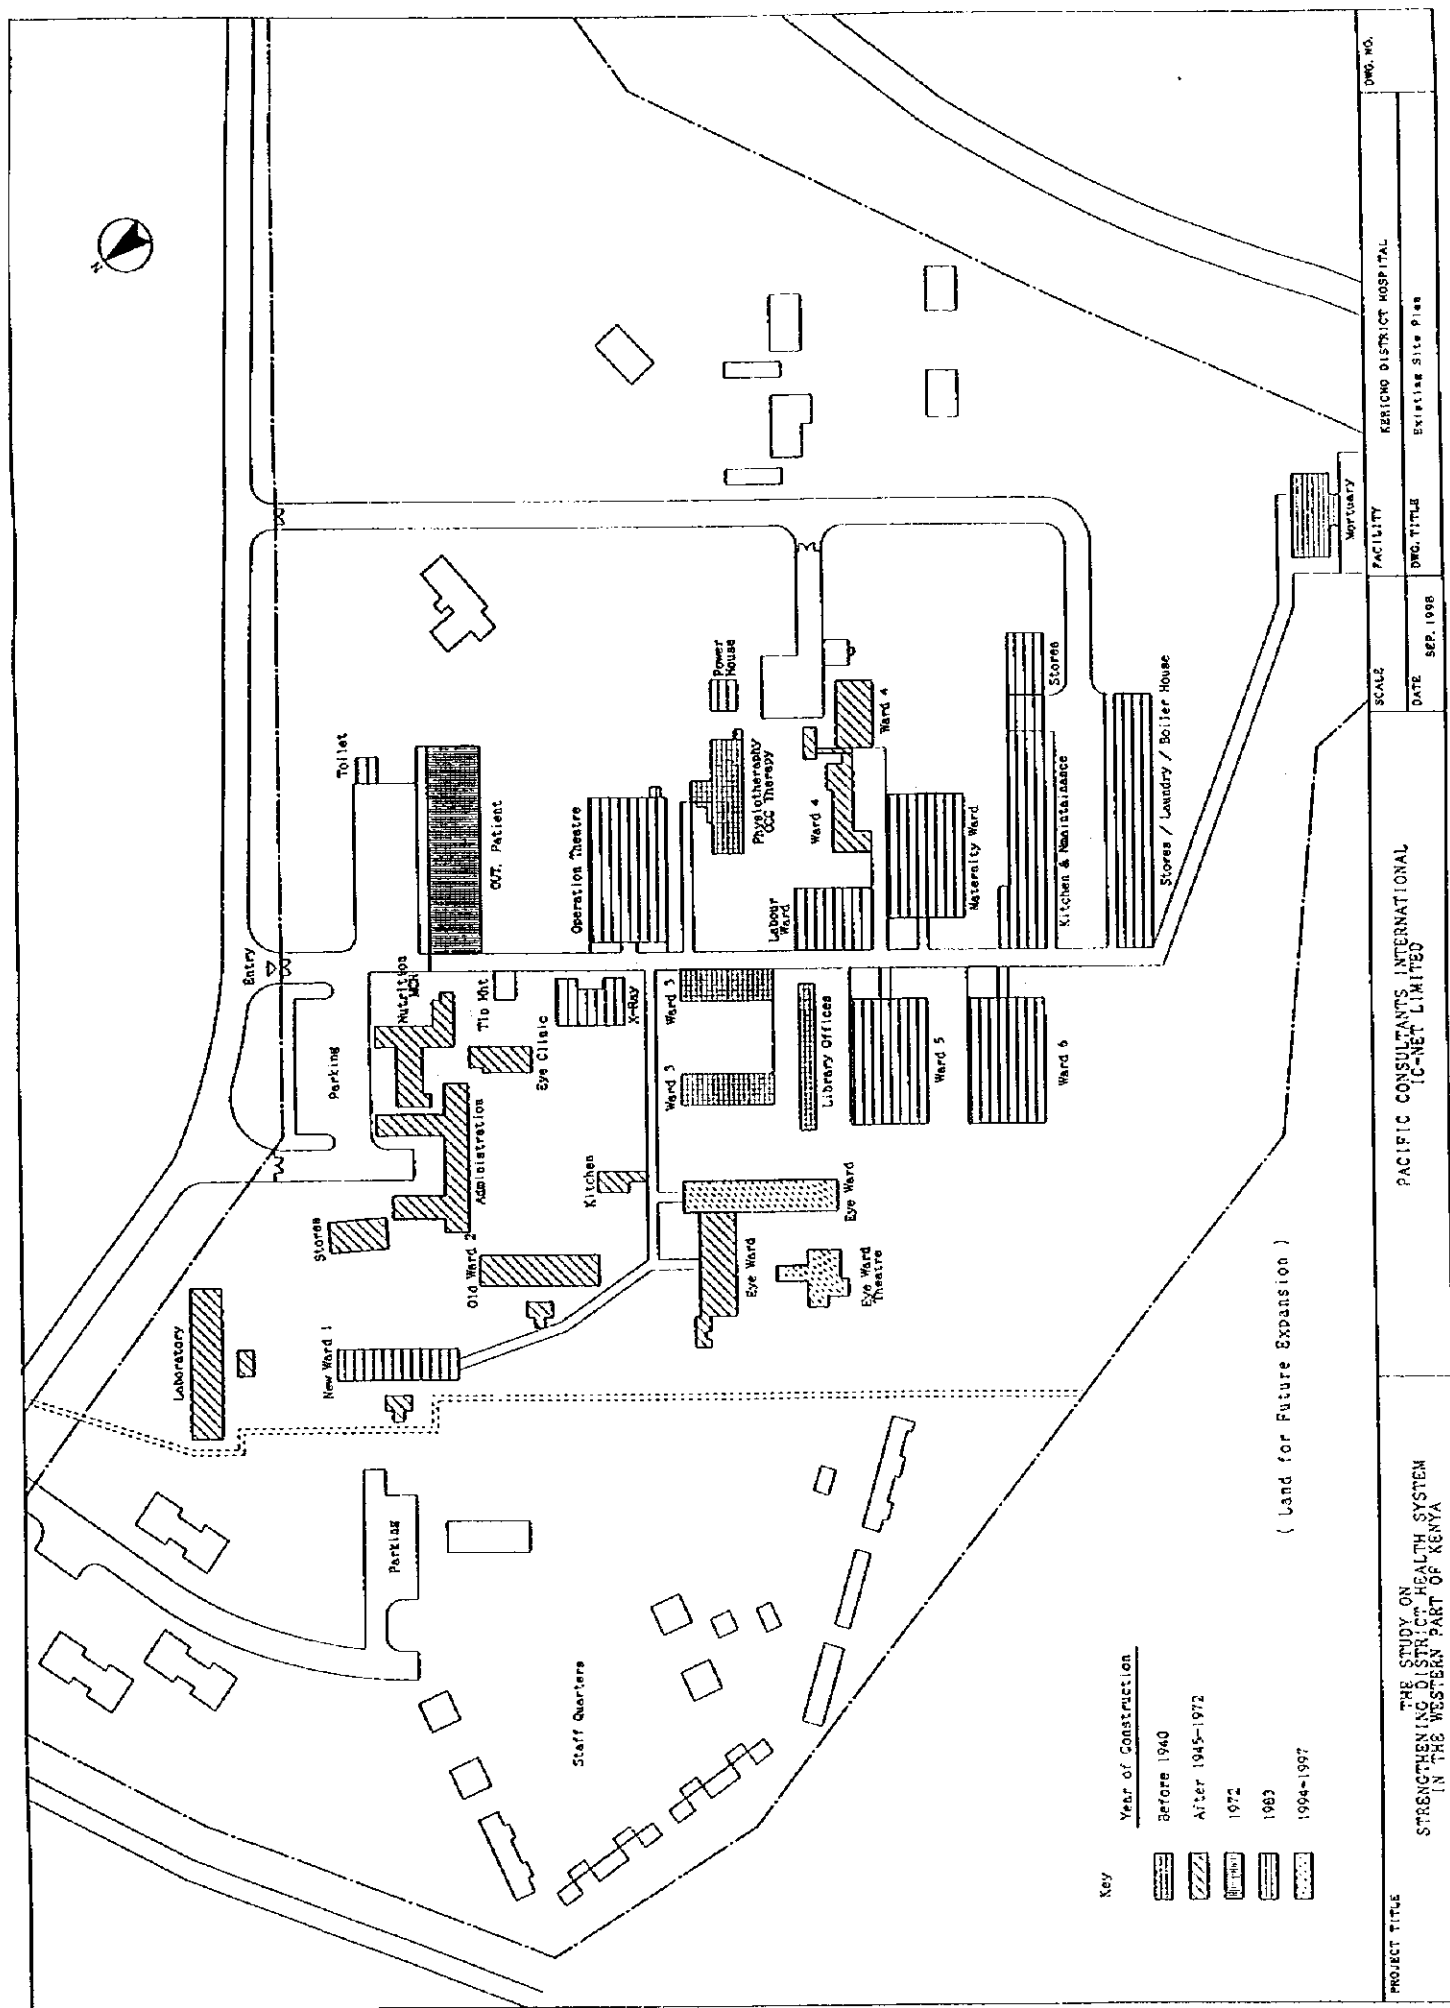 N
Entry
Parking
Toilet
Nutrition
MCH
OUT. Patient
Tlp Mht
Stores
Administration
Eye Clinic
Laboratory
New Ward 1
Old Ward 2
Kitchen
X-Ray
Operation Theatre
Power
House
Physiotheraphy
OCC Therapy
Ward 3
Ward 3
Labour
Ward
Ward 4
Ward 4
Library Offices
Eye Ward
Eye Ward
Eye Ward
Theatre
Ward 5
Maternity Ward
Ward 6
Kitchen & Manintainance
Stores
Stores / Laundry / Boiler House
Mortuary
Parking
Staff Quarters
( Land for Future Expansion )
Key
Year of Construction
Before 1940
After 1945-1972
1972
1983
1994-1997
PROJECT TITLE
THE STUDY ON
STRENGTHENING DISTRICT HEALTH SYSTEM
IN THE WESTERN PART OF KENYA
PACIFIC CONSULTANTS INTERNATIONAL
IC-NET LIMITED
SCALE
DATE SEP. 1998
FACILITY KERICHO DISTRICT HOSPITAL
DWG. TITLE Existing Site Plan
DWG. NO.